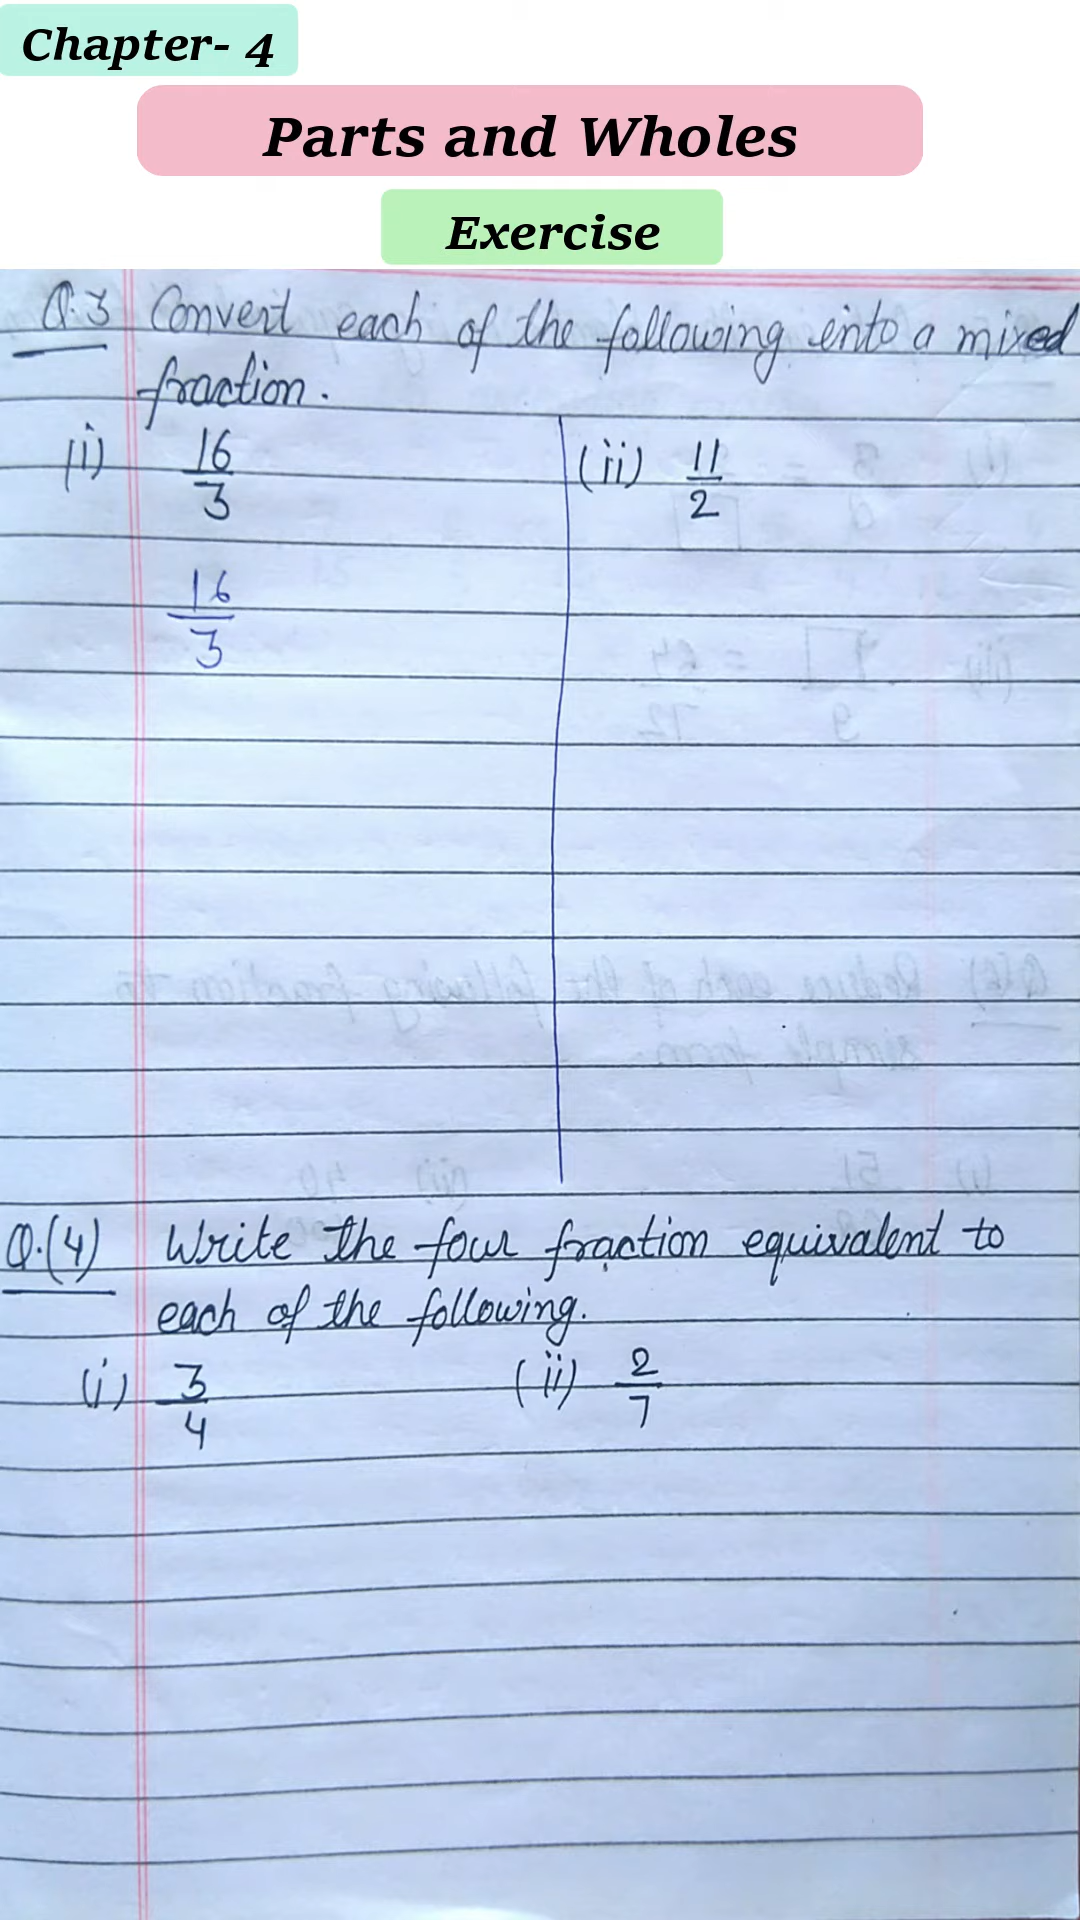 Chapter- 4
Parts and Wholes
Exercise
Q.3 Convert each of the following into a mixed
fraction.
(i) 16/3 (ii) 11/2
16/3
Q.(4) Write the four fraction equivalent to
each of the following.
(i) 3/4 (ii) 2/7